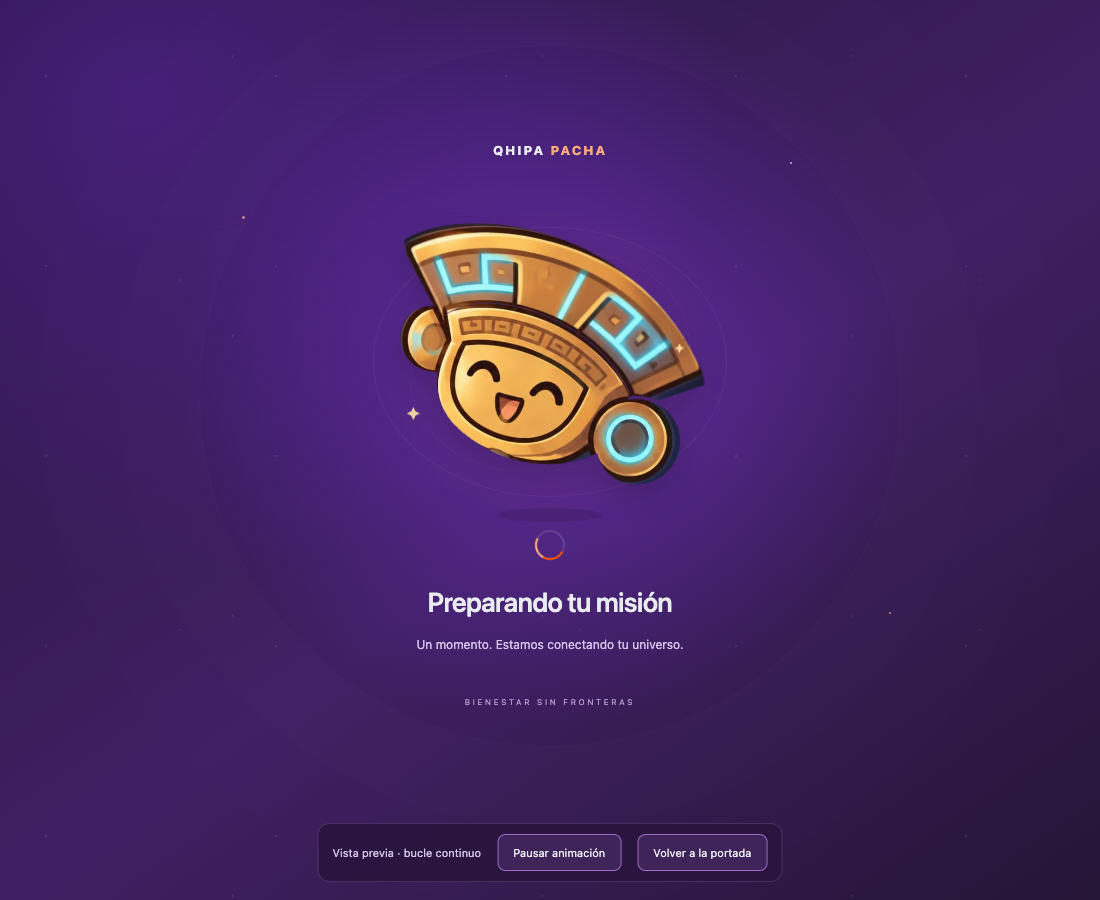 QHIPA PACHA
Preparando tu misión
Un momento. Estamos conectando tu universo.
BIENESTAR SIN FRONTERAS
Vista previa · bucle continuo
Pausar animación
Volver a la portada